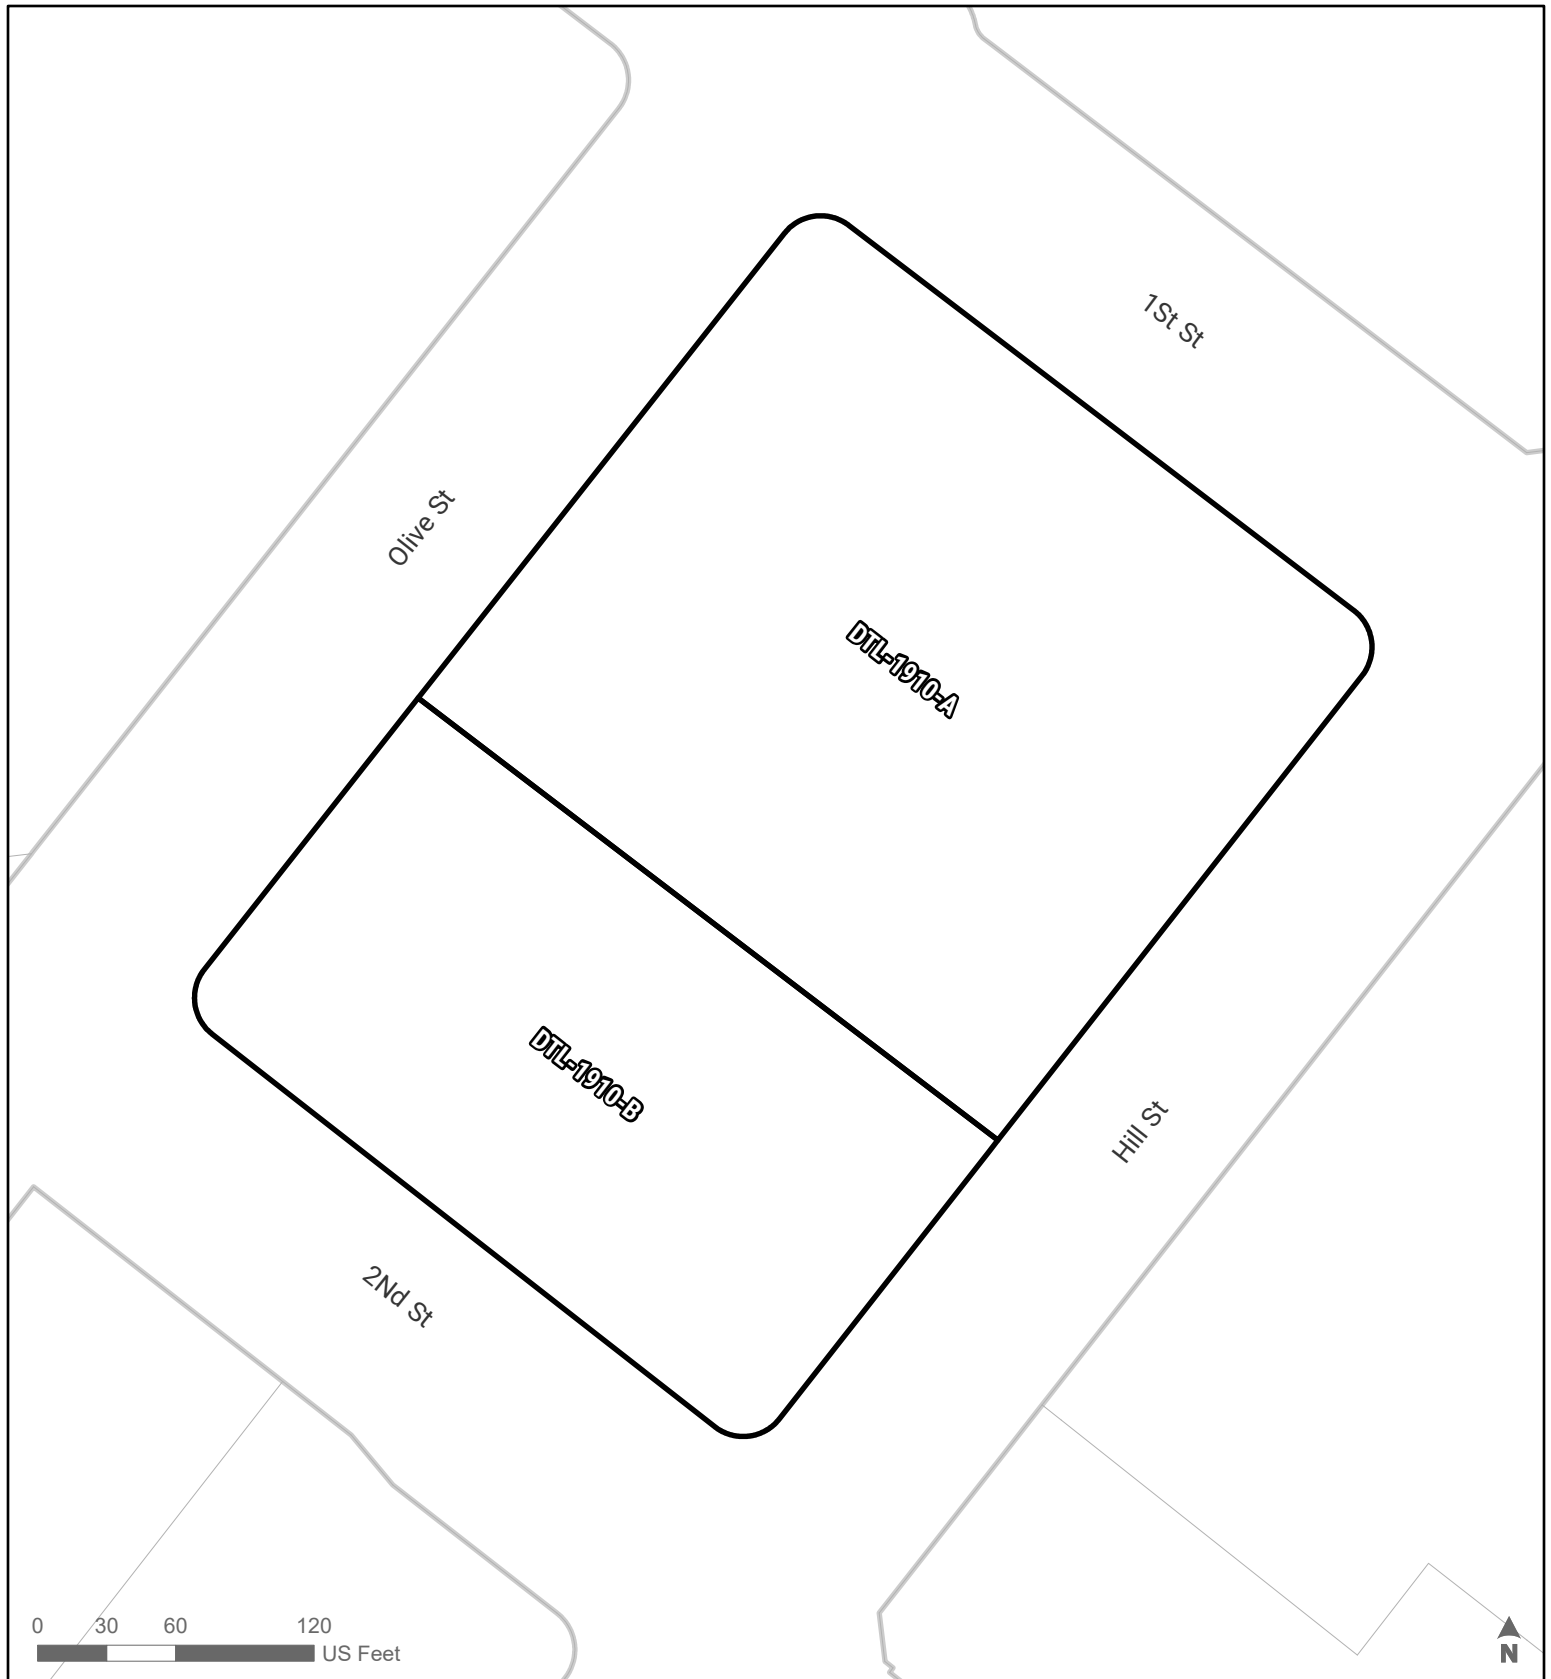 1St St
Olive St
DTL-1910-A
DTL-1910-B
Hill St
2Nd St
0 30 60 120
US Feet
N